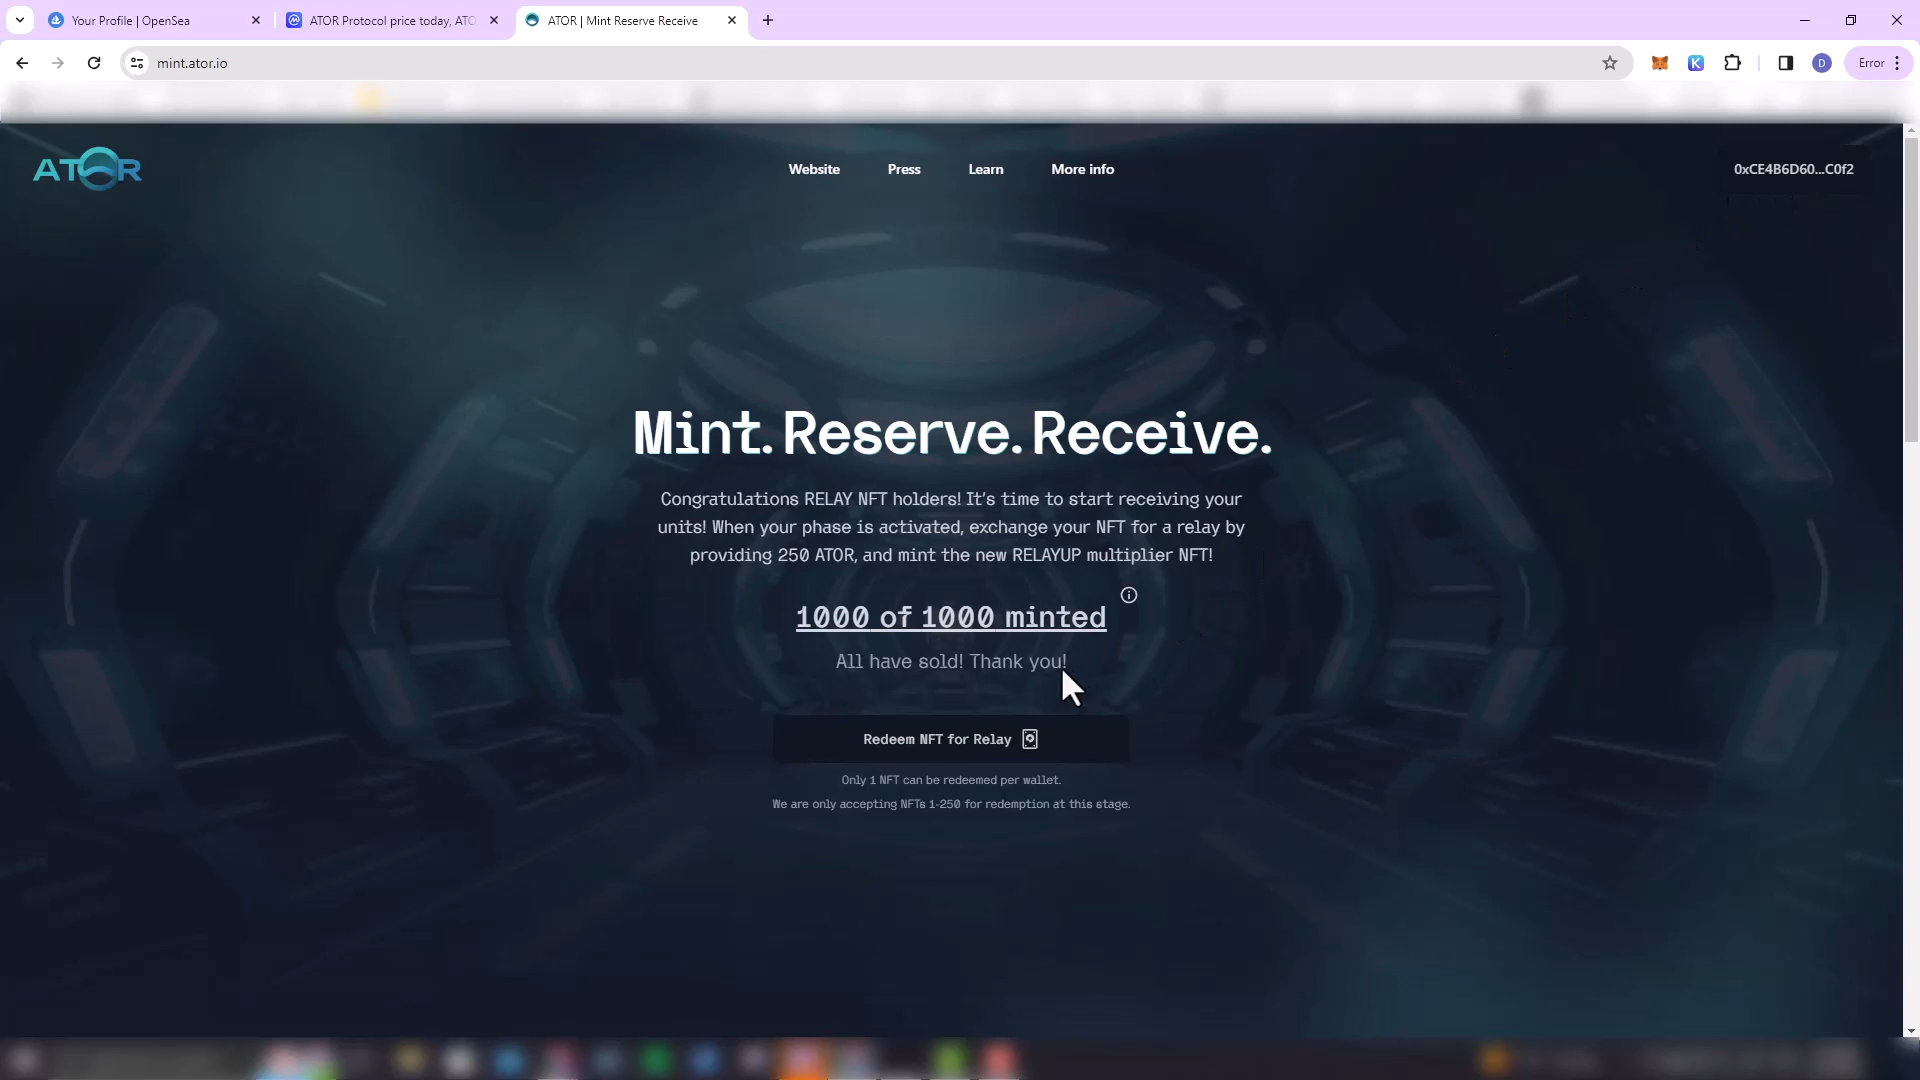 Your Profile | OpenSea
ATOR Protocol price today, ATO
ATOR | Mint Reserve Receive
mint.ator.io
K
D
Error
ATOR
Website
Press
Learn
More info
0xCE4B6D60...C0f2
Mint. Reserve. Receive.
Congratulations RELAY NFT holders! It's time to start receiving your
units! When your phase is activated, exchange your NFT for a relay by
providing 250 ATOR, and mint the new RELAYUP multiplier NFT!
1000 of 1000 minted
All have sold! Thank you!
Redeem NFT for Relay
Only 1 NFT can be redeemed per wallet.
We are only accepting NFTs 1-250 for redemption at this stage.